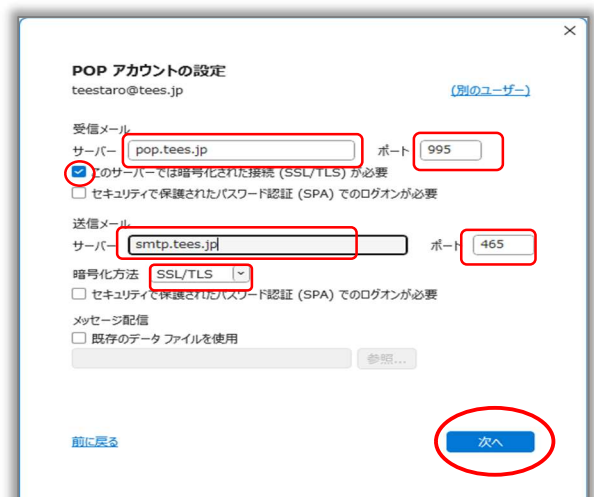 POP アカウントの設定
teestaro@tees.jp (別のユーザー)
受信メール
サーバー pop.tees.jp ポート 995
このサーバーでは暗号化された接続 (SSL/TLS) が必要
セキュリティで保護されたパスワード認証 (SPA) でのログオンが必要
送信メール
サーバー smtp.tees.jp ポート 465
暗号化方法 SSL/TLS
セキュリティで保護されたパスワード認証 (SPA) でのログオンが必要
メッセージ配信
既存のデータ ファイルを使用
参照...
前に戻る 次へ